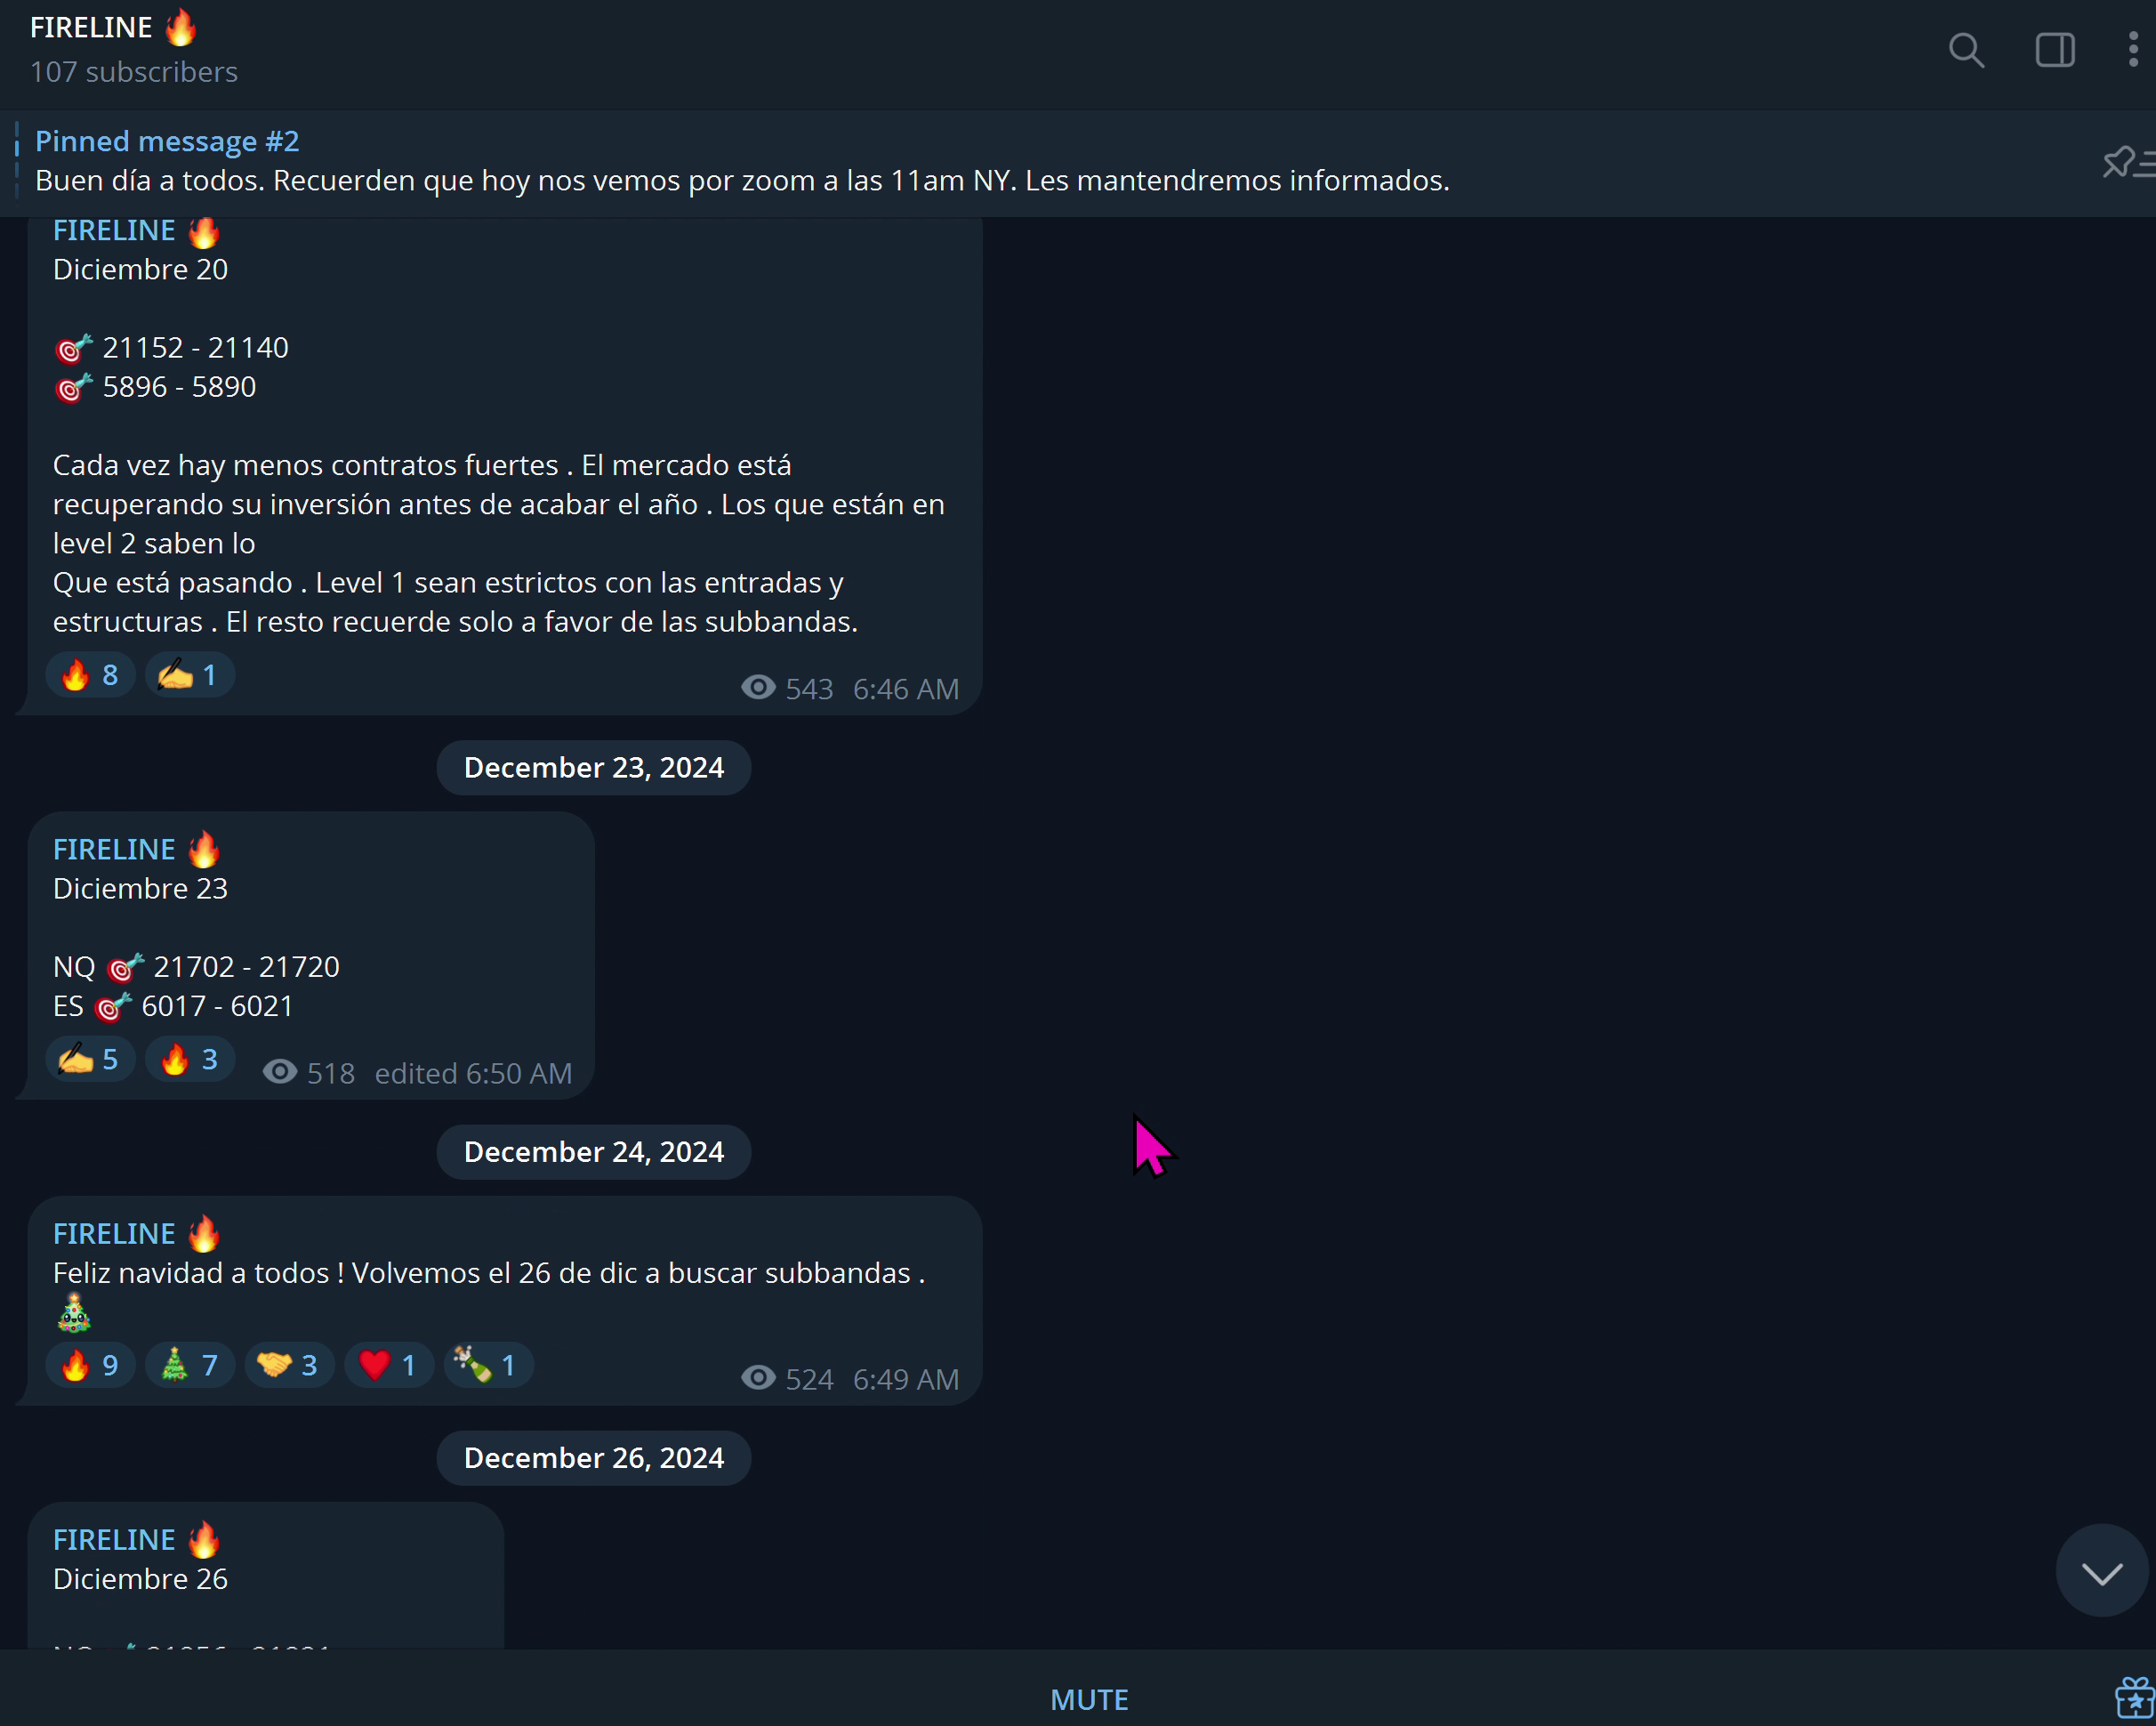 FIRELINE 🔥
107 subscribers
Pinned message #2
Buen día a todos. Recuerden que hoy nos vemos por zoom a las 11am NY. Les mantendremos informados.
FIRELINE 🔥
Diciembre 20
🎯 21152 - 21140
🎯 5896 - 5890
Cada vez hay menos contratos fuertes . El mercado está
recuperando su inversión antes de acabar el año . Los que están en
level 2 saben lo
Que está pasando . Level 1 sean estrictos con las entradas y
estructuras . El resto recuerde solo a favor de las subbandas.
🔥 8 ✍️ 1 543 6:46 AM
December 23, 2024
FIRELINE 🔥
Diciembre 23
NQ 🎯 21702 - 21720
ES 🎯 6017 - 6021
✍️ 5 🔥 3 518 edited 6:50 AM
December 24, 2024
FIRELINE 🔥
Feliz navidad a todos ! Volvemos el 26 de dic a buscar subbandas .
🎄
🔥 9 🎄 7 🤝 3 ❤️ 1 🍾 1 524 6:49 AM
December 26, 2024
FIRELINE 🔥
Diciembre 26
MUTE